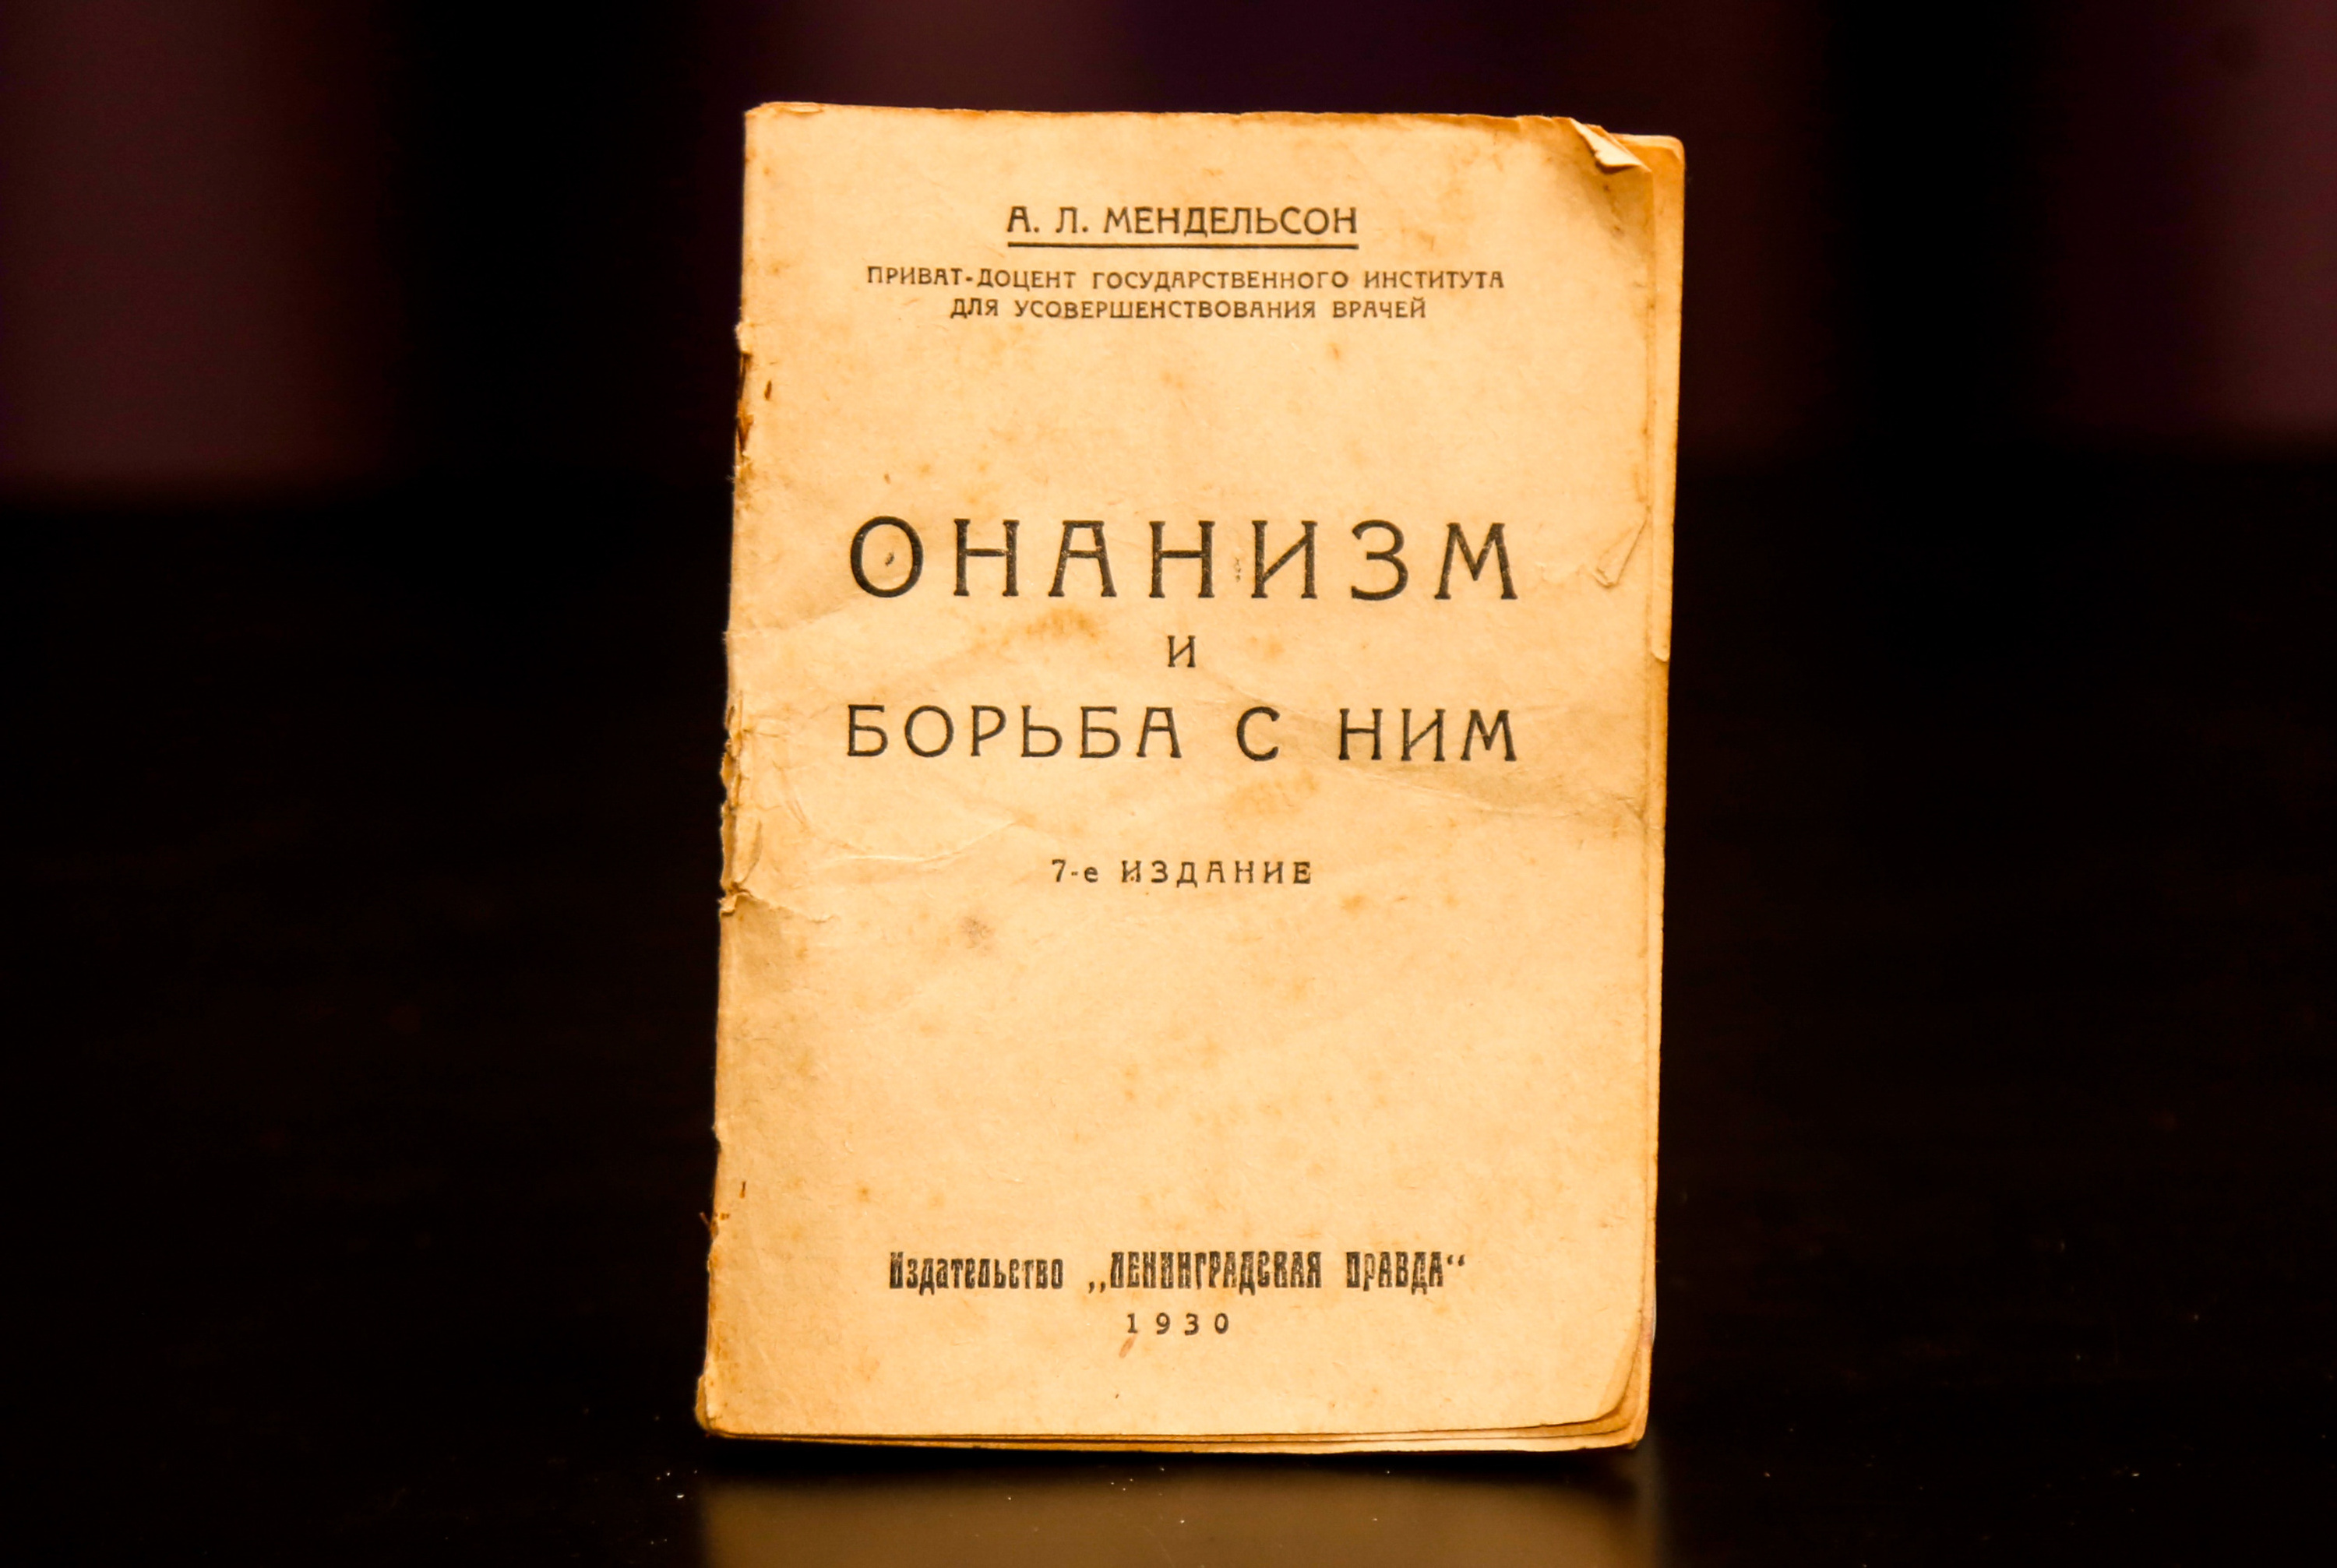 А. Л. МЕНДЕЛЬСОН
ПРИВАТ-ДОЦЕНТ ГОСУДАРСТВЕННОГО ИНСТИТУТА
ДЛЯ УСОВЕРШЕНСТВОВАНИЯ ВРАЧЕЙ
ОНАНИЗМ
И
БОРЬБА С НИМ
7-е ИЗДАНИЕ
Издательство „ЛЕНИНГРАДСКАЯ ПРАВДА“
1930